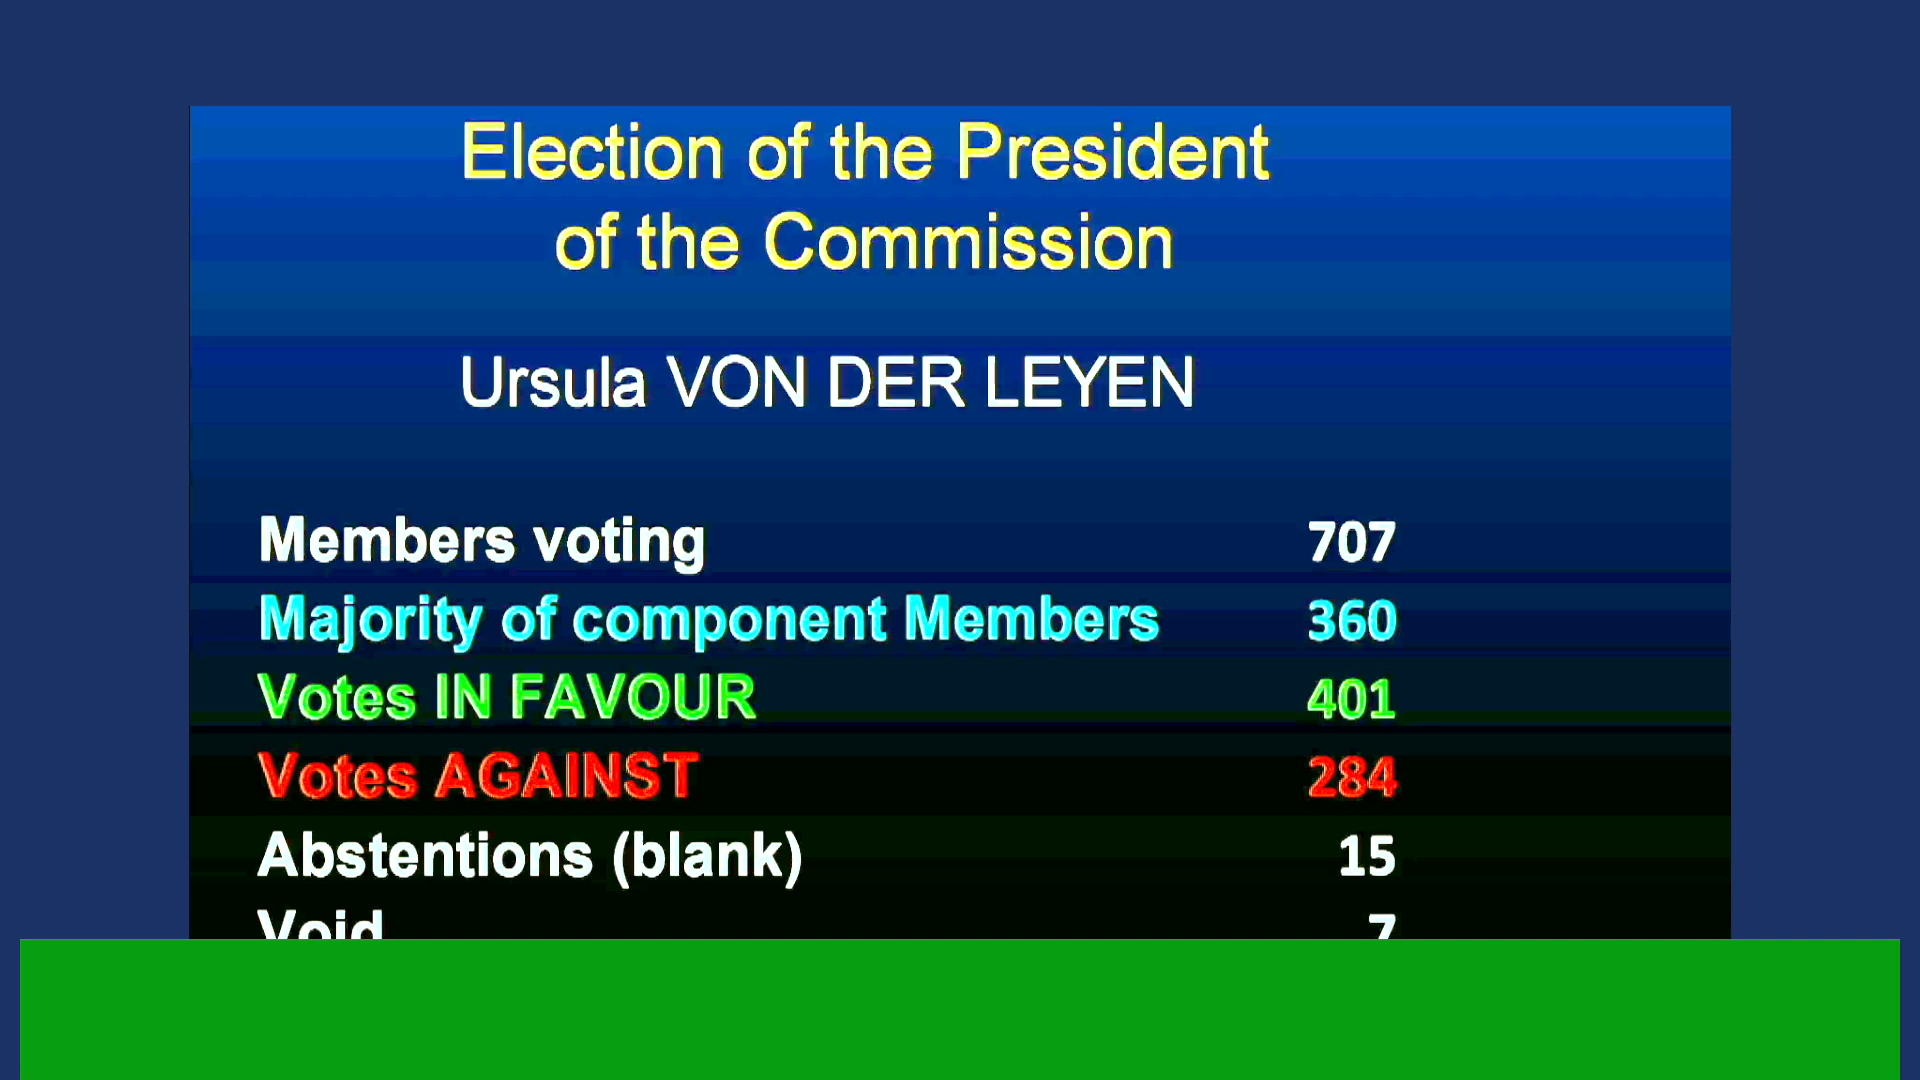 Election of the President
of the Commission
Ursula VON DER LEYEN
Members voting 707
Majority of component Members 360
Votes IN FAVOUR 401
Votes AGAINST 284
Abstentions (blank) 15
Void 7